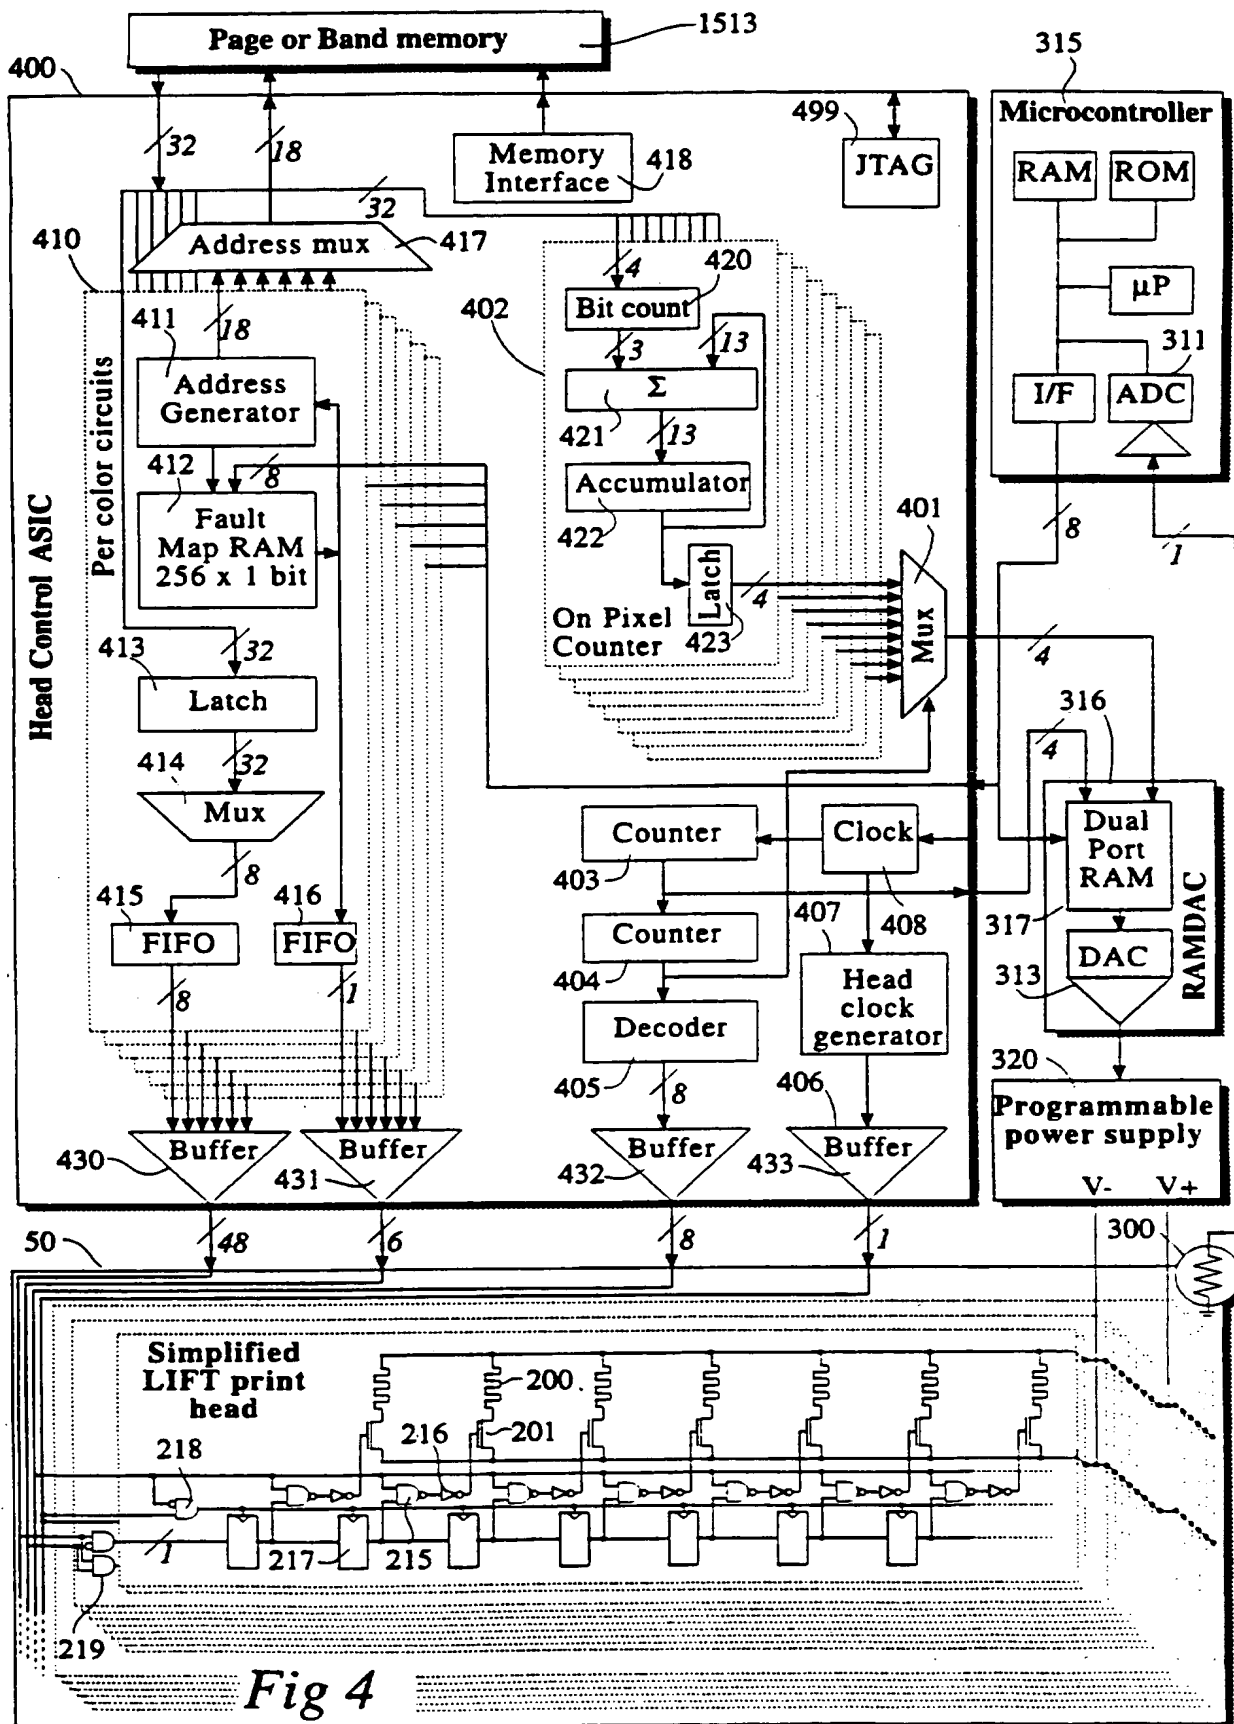 Page or Band memory
1513
400
315
Microcontroller
RAM
ROM
µP
311
I/F
ADC
8
1
32
18
Memory
Interface
418
499
JTAG
32
410
Address mux
417
Head Control ASIC
Per color circuits
411
18
Address
Generator
412
8
Fault
Map RAM
256 x 1 bit
413
32
Latch
32
414
Mux
8
415
FIFO
416
FIFO
8
1
402
4
420
Bit count
3
13
Σ
421
13
Accumulator
422
Latch
423
4
On Pixel
Counter
401
Mux
4
316
4
Dual
Port
RAM
317
DAC
313
RAMDAC
Counter
403
Clock
408
Counter
404
407
Head
clock
generator
Decoder
405
8
406
320
Programmable
power supply
V-
V+
Buffer
430
Buffer
431
Buffer
432
Buffer
433
50
48
6
8
1
300
Simplified
LIFT print
head
200
201
216
218
1
217
215
219
Fig 4